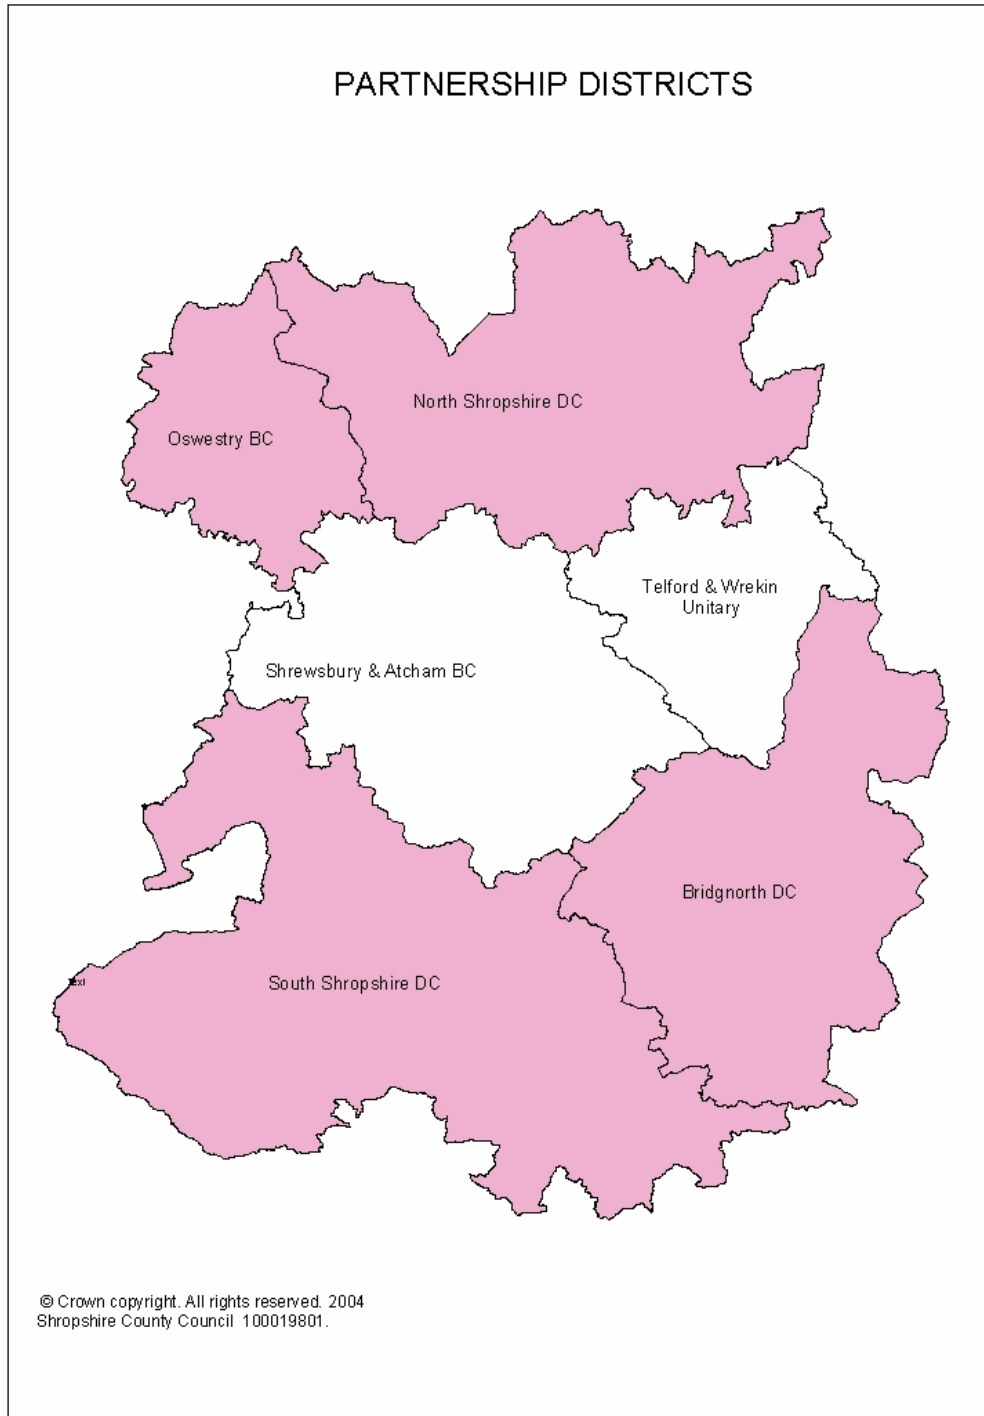 PARTNERSHIP DISTRICTS
North Shropshire DC
Oswestry BC
Telford & Wrekin
Unitary
Shrewsbury & Atcham BC
Bridgnorth DC
South Shropshire DC
Text
© Crown copyright. All rights reserved. 2004
Shropshire County Council 100019801.